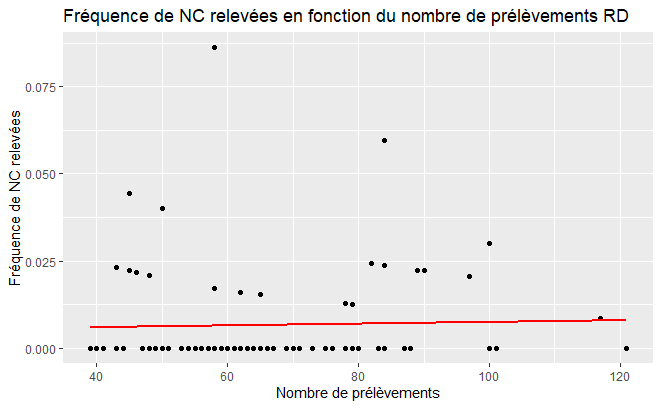 Fréquence de NC relevées en fonction du nombre de prélèvements RD
Fréquence de NC relevées
0.075
0.050
0.025
0.000
40 60 80 100 120
Nombre de prélèvements